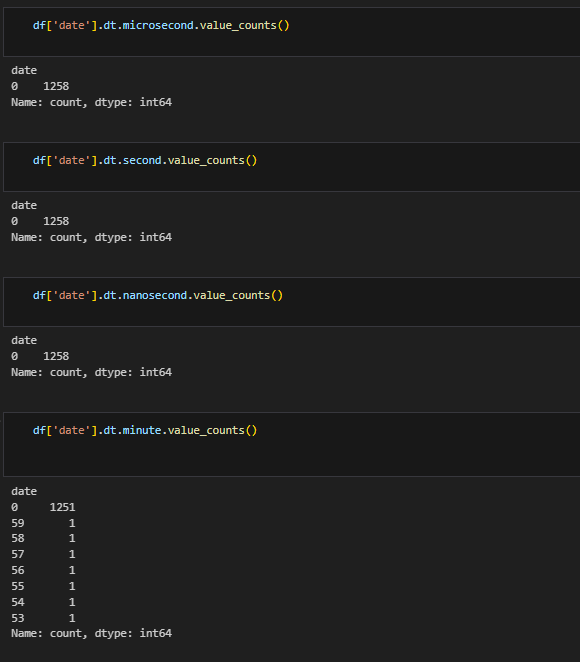 df['date'].dt.microsecond.value_counts()
date
0    1258
Name: count, dtype: int64
df['date'].dt.second.value_counts()
date
0    1258
Name: count, dtype: int64
df['date'].dt.nanosecond.value_counts()
date
0    1258
Name: count, dtype: int64
df['date'].dt.minute.value_counts()
date
0     1251
59       1
58       1
57       1
56       1
55       1
54       1
53       1
Name: count, dtype: int64